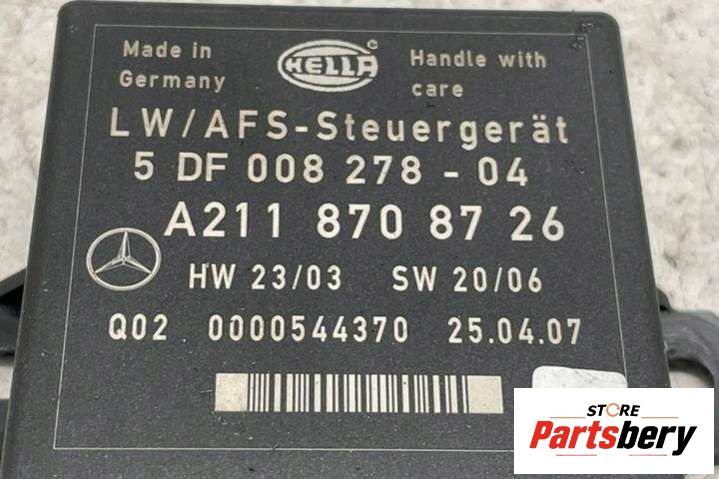 Made in
Germany
HELLA
Handle with
care
LW/AFS-Steuergerät
5 DF 008 278 - 04
A211 870 87 26
HW 23/03 SW 20/06
Q02 0000544370 25.04.07
STORE
Partsbery